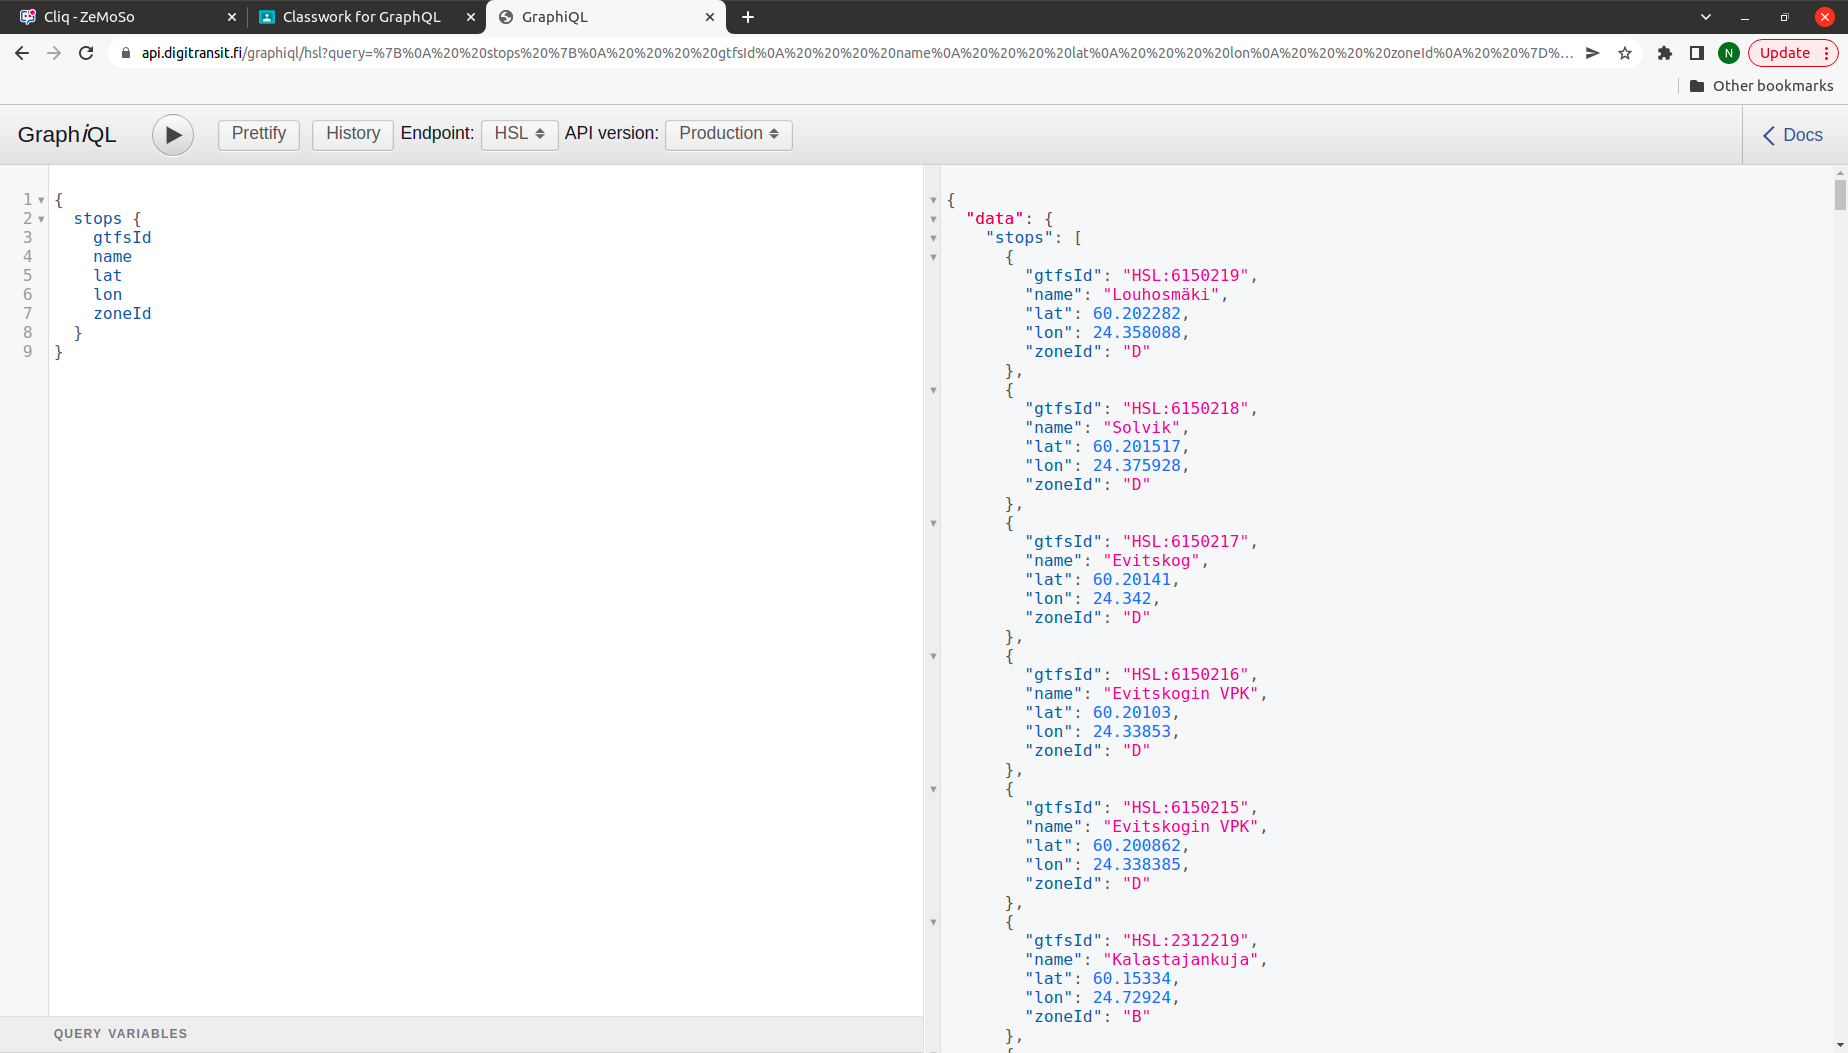 Cliq - ZeMoSo
Classwork for GraphQL
GraphiQL
api.digitransit.fi/graphiql/hsl?query=%7B%0A%20%20stops%20%7B%0A%20%20%20%20gtfsId%0A%20%20%20%20name%0A%20%20%20%20lat%0A%20%20%20%20lon%0A%20%20%20%20zoneId%0A%20%20%7D%...
N
Update
Other bookmarks
GraphiQL
Prettify
History
Endpoint:
HSL
API version:
Production
Docs
1 {
2 stops {
3 gtfsId
4 name
5 lat
6 lon
7 zoneId
8 }
9 }
QUERY VARIABLES
{
"data": {
"stops": [
{
"gtfsId": "HSL:6150219",
"name": "Louhosmäki",
"lat": 60.202282,
"lon": 24.358088,
"zoneId": "D"
},
{
"gtfsId": "HSL:6150218",
"name": "Solvik",
"lat": 60.201517,
"lon": 24.375928,
"zoneId": "D"
},
{
"gtfsId": "HSL:6150217",
"name": "Evitskog",
"lat": 60.20141,
"lon": 24.342,
"zoneId": "D"
},
{
"gtfsId": "HSL:6150216",
"name": "Evitskogin VPK",
"lat": 60.20103,
"lon": 24.33853,
"zoneId": "D"
},
{
"gtfsId": "HSL:6150215",
"name": "Evitskogin VPK",
"lat": 60.200862,
"lon": 24.338385,
"zoneId": "D"
},
{
"gtfsId": "HSL:2312219",
"name": "Kalastajankuja",
"lat": 60.15334,
"lon": 24.72924,
"zoneId": "B"
},
{